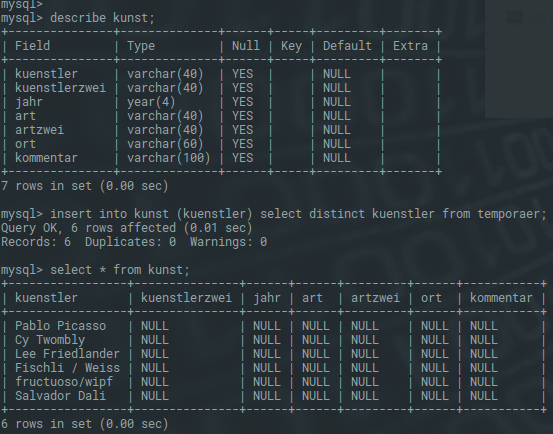 mysql>
mysql> describe kunst;
+---------------+--------------+------+-----+---------+-------+
| Field         | Type         | Null | Key | Default | Extra |
+---------------+--------------+------+-----+---------+-------+
| kuenstler     | varchar(40)  | YES  |     | NULL    |       |
| kuenstlerzwei | varchar(40)  | YES  |     | NULL    |       |
| jahr          | year(4)      | YES  |     | NULL    |       |
| art           | varchar(40)  | YES  |     | NULL    |       |
| artzwei       | varchar(40)  | YES  |     | NULL    |       |
| ort           | varchar(60)  | YES  |     | NULL    |       |
| kommentar     | varchar(100) | YES  |     | NULL    |       |
+---------------+--------------+------+-----+---------+-------+
7 rows in set (0.00 sec)
mysql> insert into kunst (kuenstler) select distinct kuenstler from temporaer;
Query OK, 6 rows affected (0.01 sec)
Records: 6  Duplicates: 0  Warnings: 0
mysql> select * from kunst;
+-----------------+---------------+------+------+---------+------+-----------+
| kuenstler       | kuenstlerzwei | jahr | art  | artzwei | ort  | kommentar |
+-----------------+---------------+------+------+---------+------+-----------+
| Pablo Picasso   | NULL          | NULL | NULL | NULL    | NULL | NULL      |
| Cy Twombly      | NULL          | NULL | NULL | NULL    | NULL | NULL      |
| Lee Friedlander | NULL          | NULL | NULL | NULL    | NULL | NULL      |
| Fischli / Weiss | NULL          | NULL | NULL | NULL    | NULL | NULL      |
| fructuoso/wipf  | NULL          | NULL | NULL | NULL    | NULL | NULL      |
| Salvador Dali   | NULL          | NULL | NULL | NULL    | NULL | NULL      |
+-----------------+---------------+------+------+---------+------+-----------+
6 rows in set (0.00 sec)